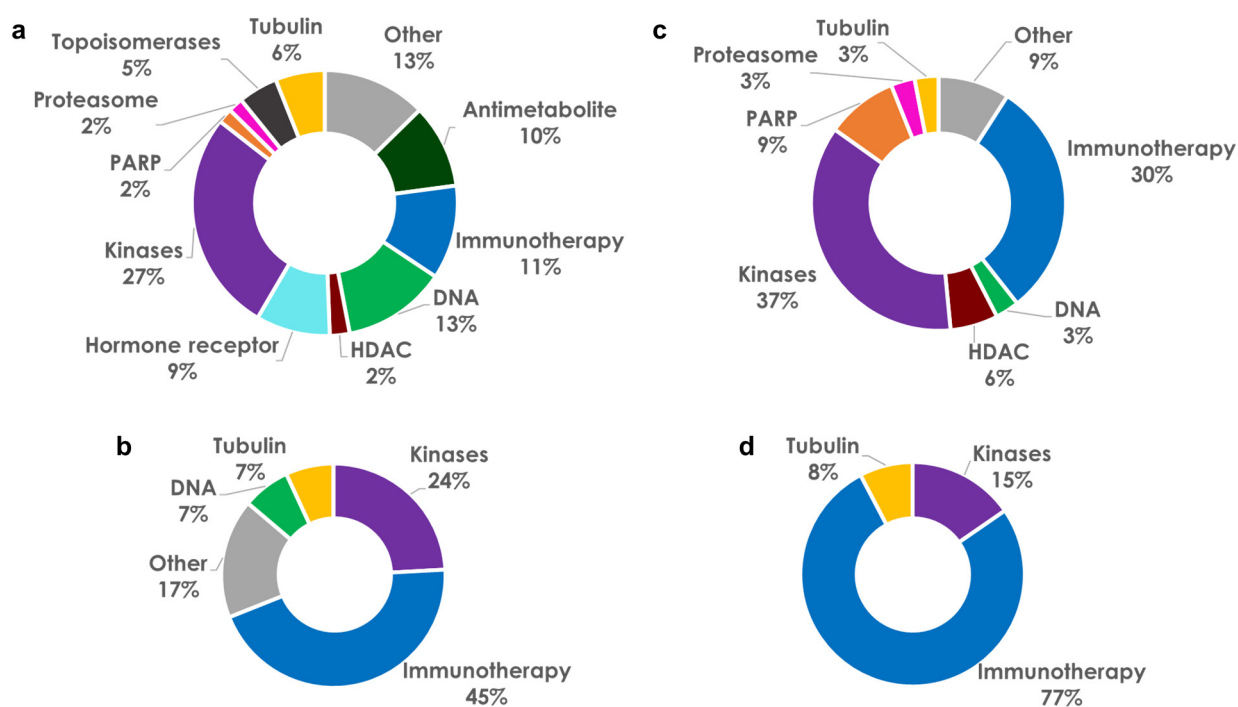 a
Tubulin
6%
Other
13%
Topoisomerases
5%
Antimetabolite
10%
Proteasome
2%
PARP
2%
Immunotherapy
11%
Kinases
27%
DNA
13%
Hormone receptor
9%
HDAC
2%
c
Tubulin
3%
Other
9%
Proteasome
3%
PARP
9%
Immunotherapy
30%
Kinases
37%
DNA
3%
HDAC
6%
b
Tubulin
7%
Kinases
24%
DNA
7%
Other
17%
Immunotherapy
45%
d
Tubulin
8%
Kinases
15%
Immunotherapy
77%